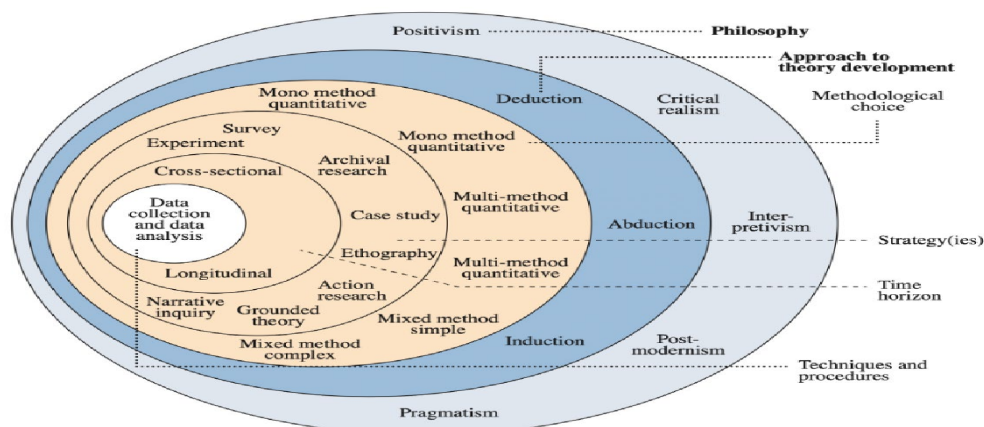 Positivism
Philosophy
Approach to
theory development
Mono method
quantitative
Deduction
Critical
realism
Methodological
choice
Survey
Experiment
Mono method
quantitative
Archival
research
Cross-sectional
Data
collection
and data
analysis
Case study
Multi-method
quantitative
Abduction
Inter-
pretivism
Strategy(ies)
Ethography
Multi-method
quantitative
Longitudinal
Time
horizon
Action
research
Narrative
inquiry
Grounded
theory
Mixed method
simple
Mixed method
complex
Induction
Post-
modernism
Techniques and
procedures
Pragmatism